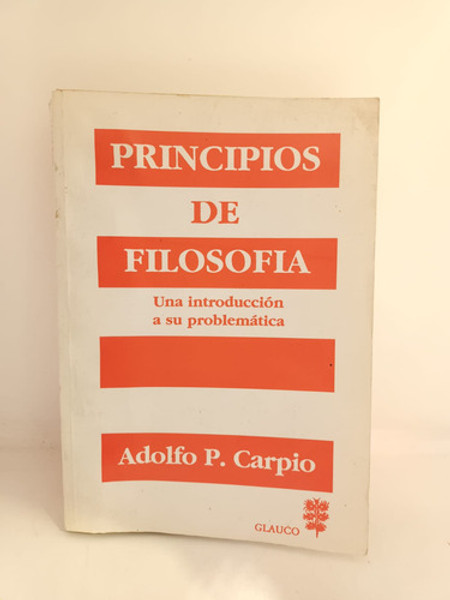 PRINCIPIOS
DE
FILOSOFIA
Una introducción
a su problemática
Adolfo P. Carpio
GLAUCO